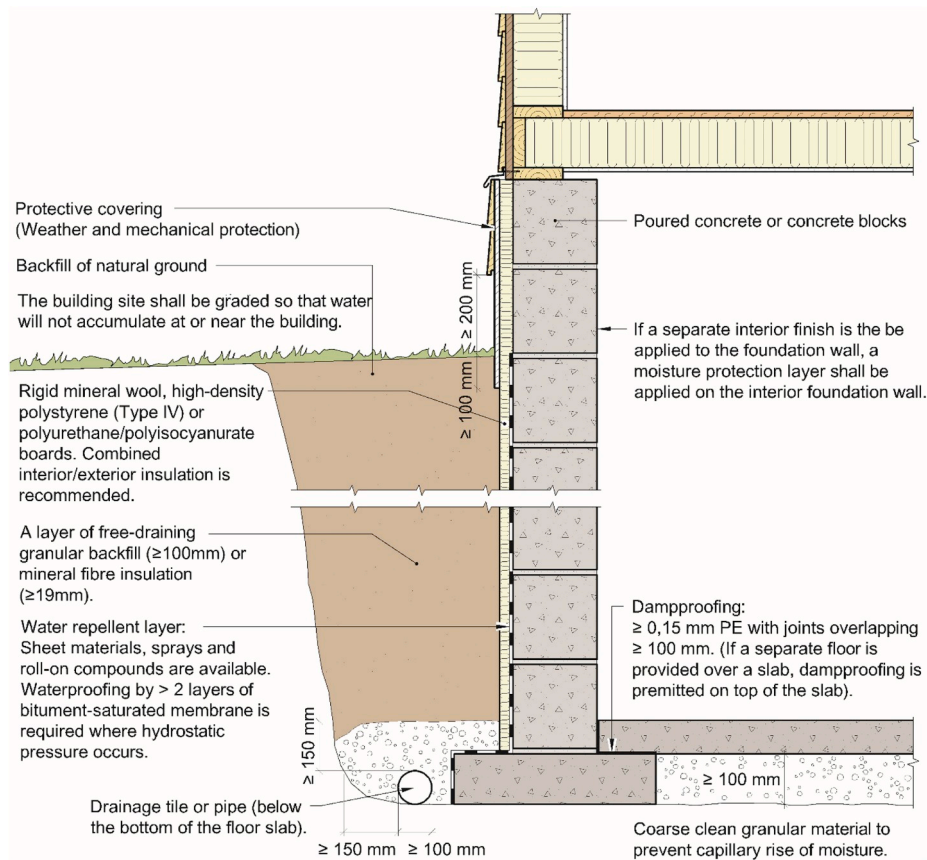 Protective covering
(Weather and mechanical protection)
Backfill of natural ground
The building site shall be graded so that water
will not accumulate at or near the building.
Rigid mineral wool, high-density
polystyrene (Type IV) or
polyurethane/polyisocyanurate
boards. Combined
interior/exterior insulation is
recommended.
A layer of free-draining
granular backfill (≥100mm) or
mineral fibre insulation
(≥19mm).
Water repellent layer:
Sheet materials, sprays and
roll-on compounds are available.
Waterproofing by > 2 layers of
bitument-saturated membrane is
required where hydrostatic
pressure occurs.
Drainage tile or pipe (below
the bottom of the floor slab).
≥ 200 mm
≥ 100 mm
≥ 150 mm
≥ 150 mm
≥ 100 mm
Poured concrete or concrete blocks
If a separate interior finish is the be
applied to the foundation wall, a
moisture protection layer shall be
applied on the interior foundation wall.
Dampproofing:
≥ 0,15 mm PE with joints overlapping
≥ 100 mm. (If a separate floor is
provided over a slab, dampproofing is
premitted on top of the slab).
≥ 100 mm
Coarse clean granular material to
prevent capillary rise of moisture.